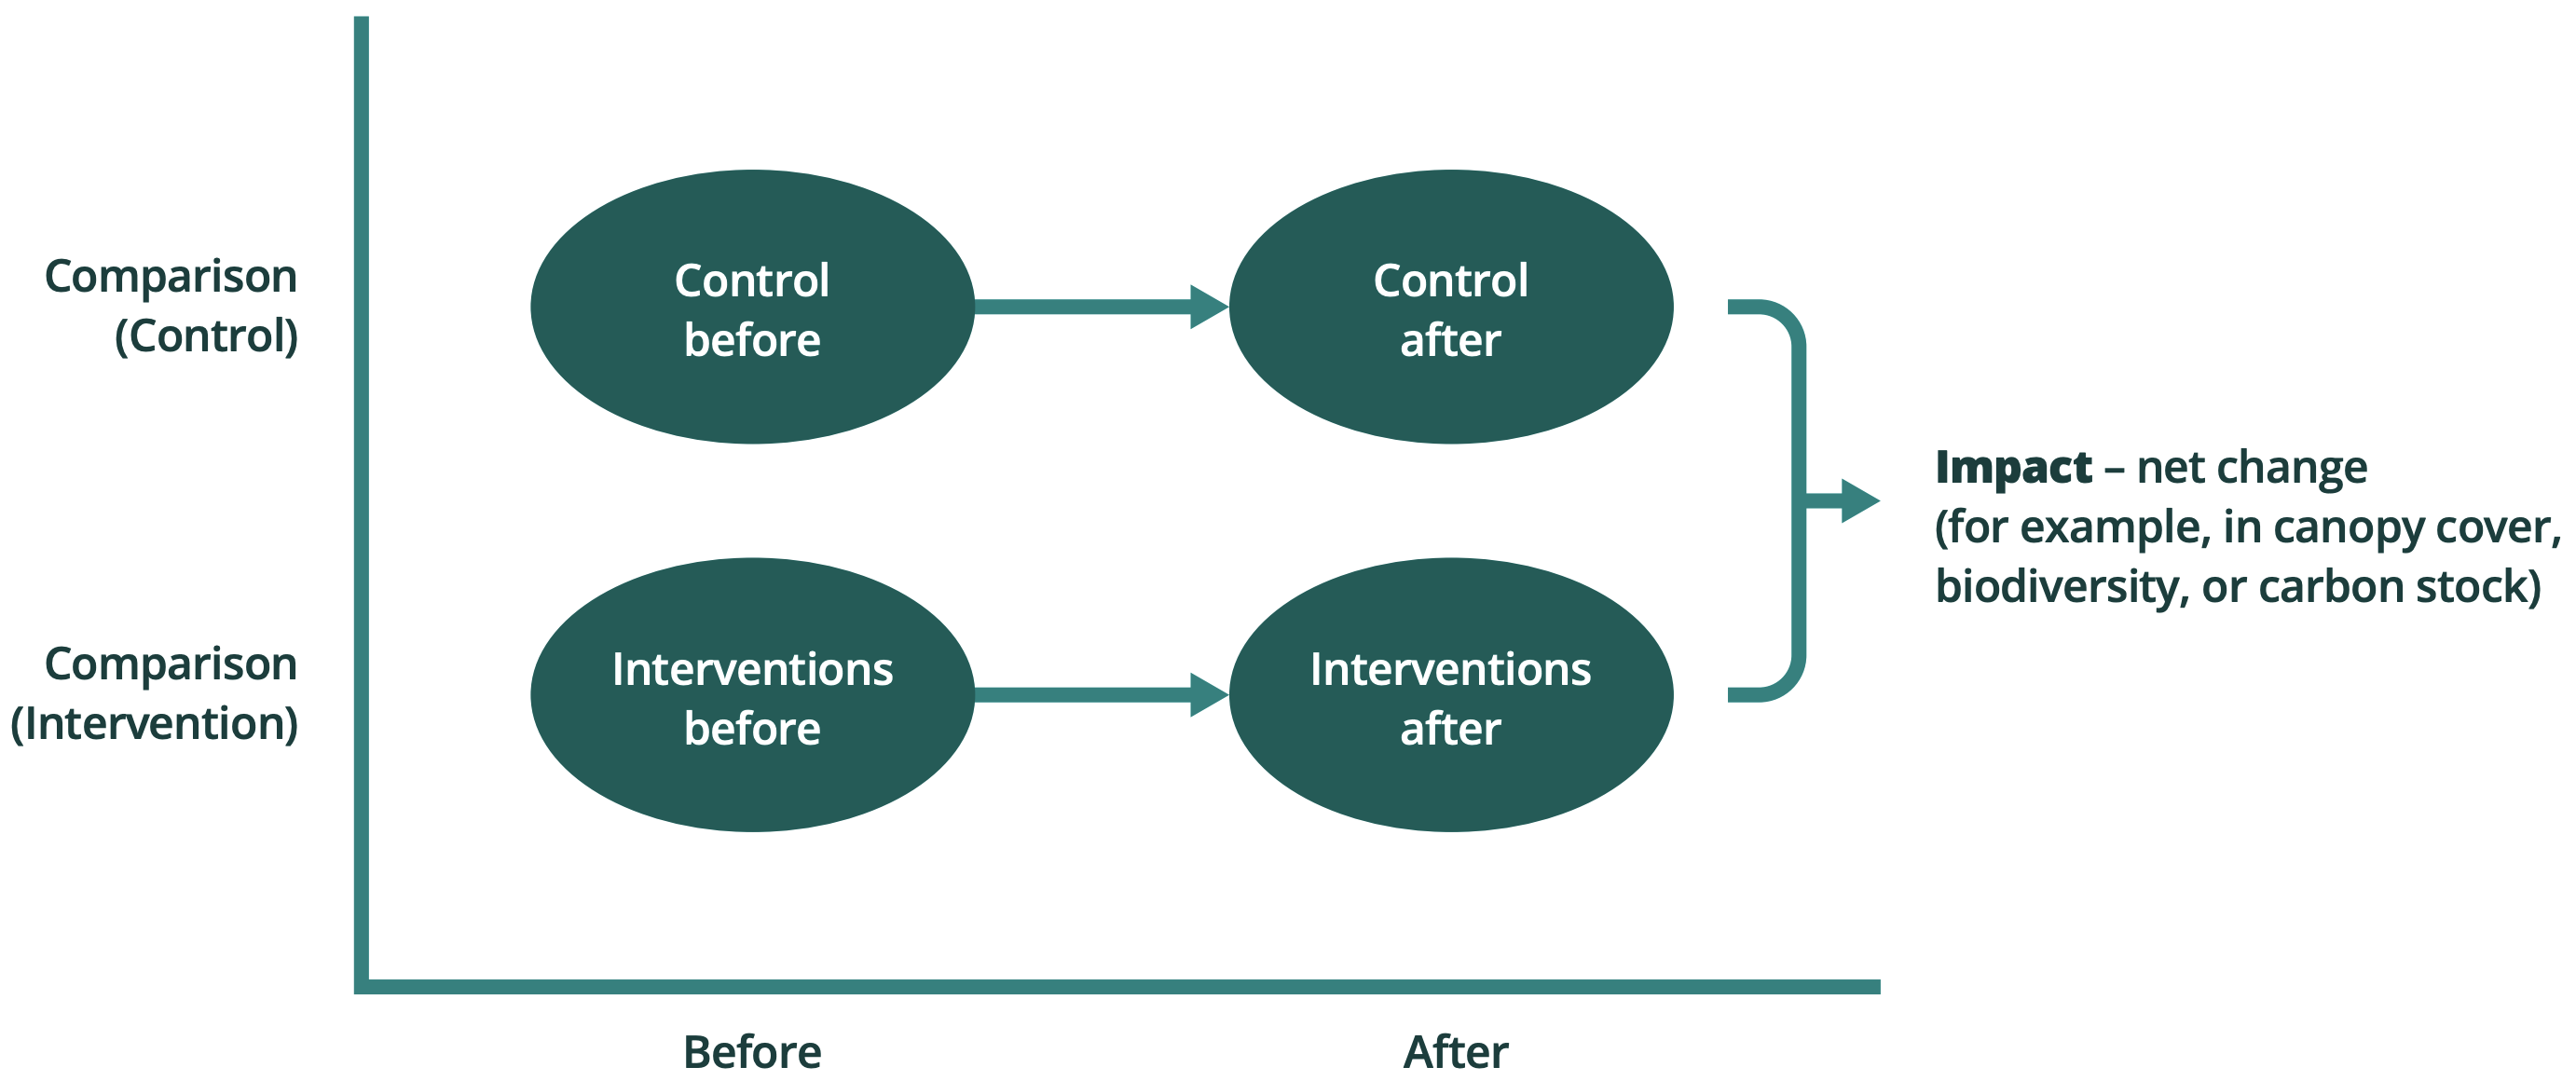 Comparison
(Control)
Control
before
Control
after
Impact – net change
(for example, in canopy cover,
biodiversity, or carbon stock)
Comparison
(Intervention)
Interventions
before
Interventions
after
Before
After